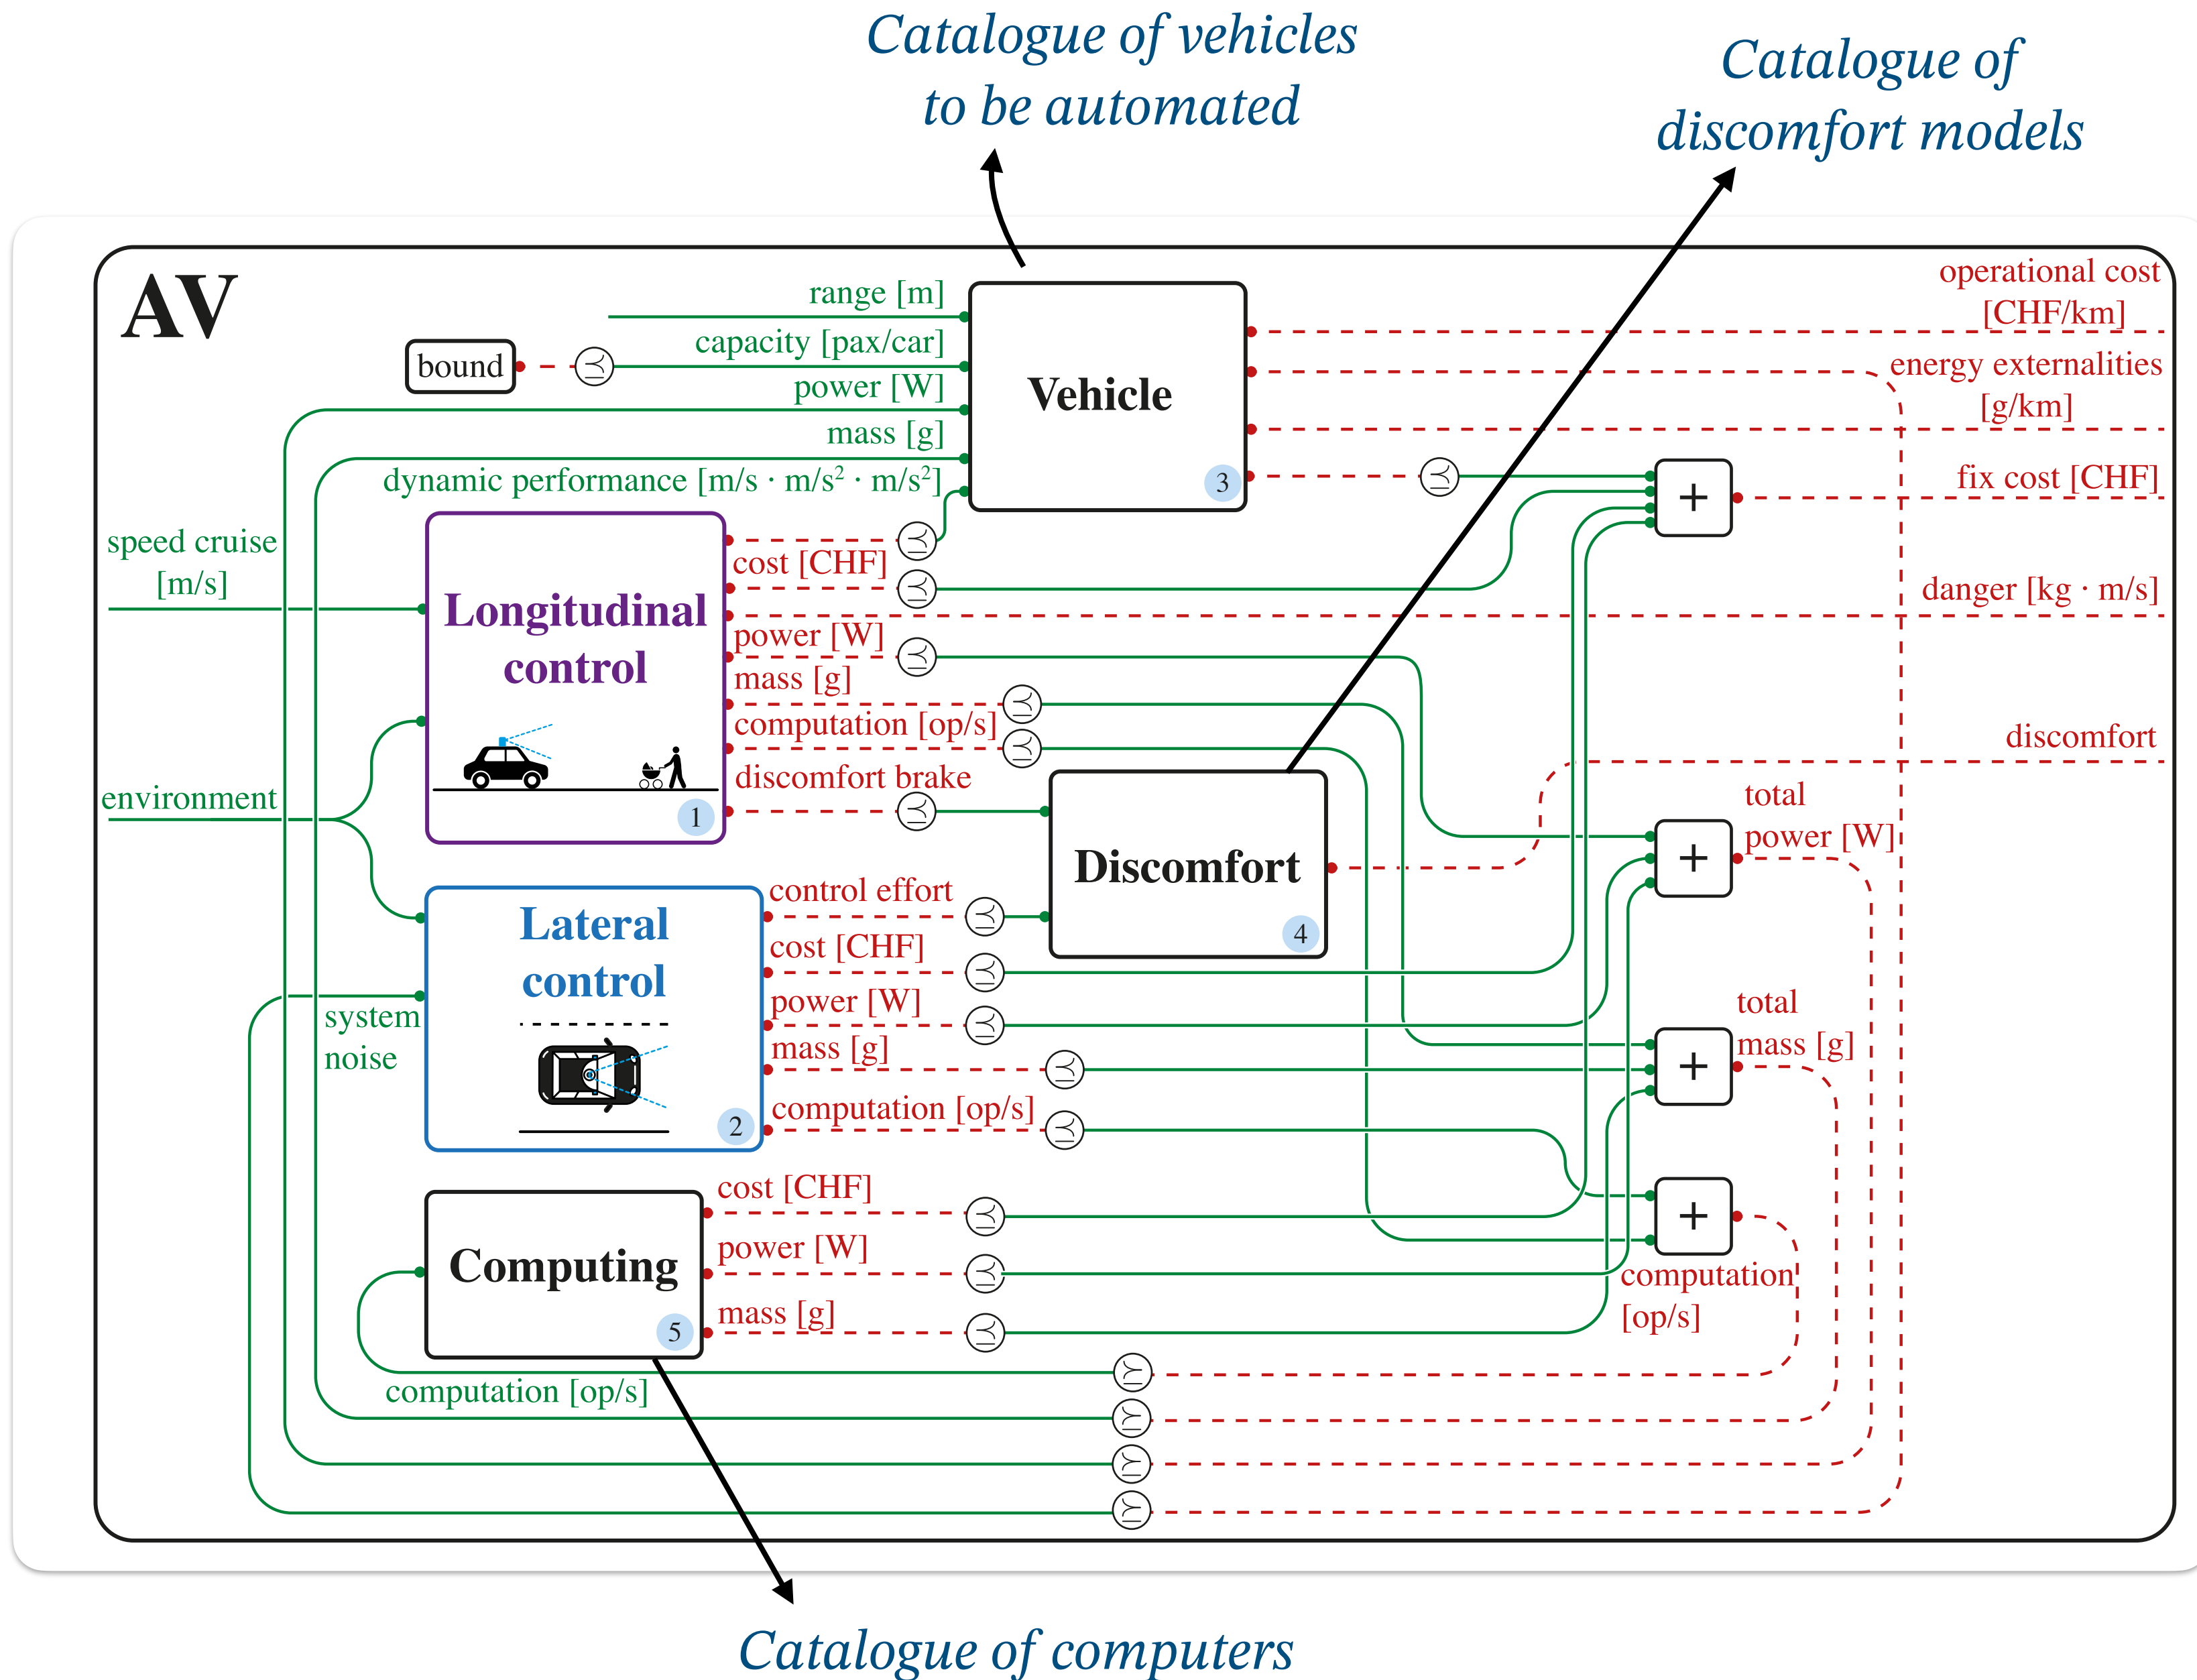 Catalogue of vehicles
to be automated
Catalogue of
discomfort models
AV
range [m]
capacity [pax/car]
bound
⪯
power [W]
mass [g]
dynamic performance [m/s · m/s² · m/s²]
Vehicle
3
operational cost
[CHF/km]
energy externalities
[g/km]
⪯
+
fix cost [CHF]
speed cruise
[m/s]
environment
Longitudinal
control
1
⪯
cost [CHF]
⪯
danger [kg · m/s]
power [W]
⪯
mass [g]
⪯
computation [op/s]
⪯
discomfort brake
⪯
Discomfort
4
discomfort
total
power [W]
+
Lateral
control
2
system
noise
control effort
⪯
cost [CHF]
⪯
power [W]
⪯
mass [g]
⪯
computation [op/s]
⪯
total
mass [g]
+
Computing
5
cost [CHF]
⪯
power [W]
⪯
mass [g]
⪯
+
computation
[op/s]
computation [op/s]
⪰
⪰
⪰
⪰
Catalogue of computers